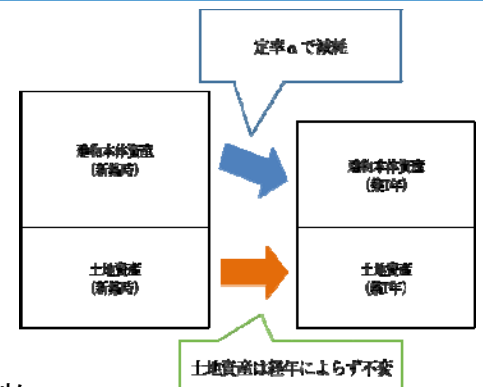 定率αで減耗
建物本体資産
(新築時)
建物本体資産
(築T年)
土地資産
(新築時)
土地資産
(築T年)
土地資産は経年によらず不変